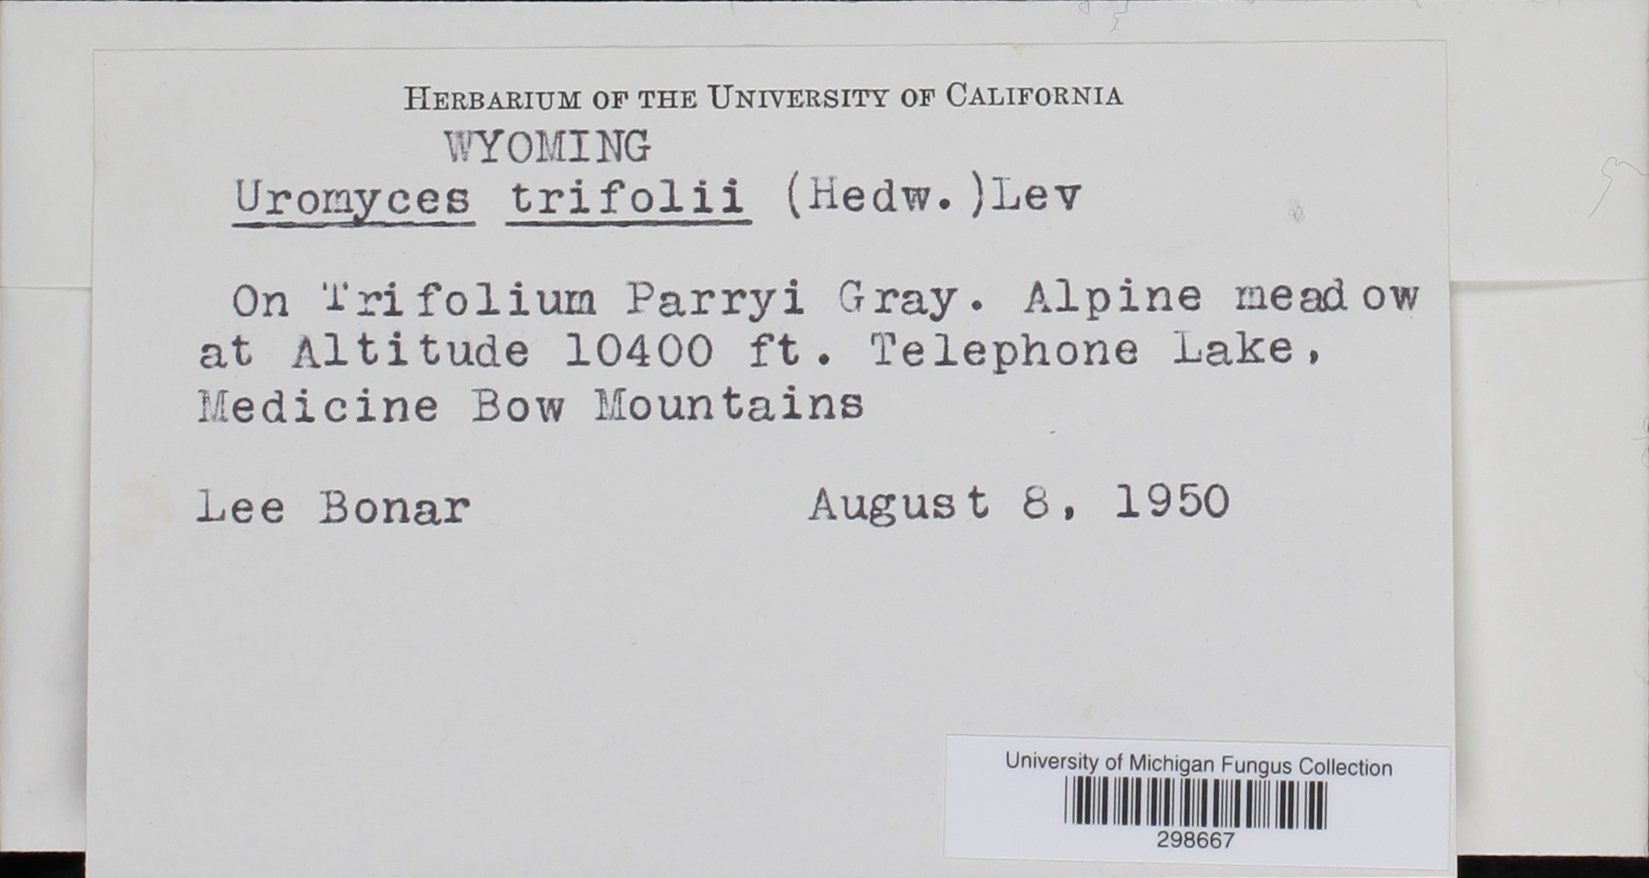 HERBARIUM OF THE UNIVERSITY OF CALIFORNIA
WYOMING
Uromyces trifolii (Hedw.)Lev
On Trifolium Parryi Gray. Alpine meadow
at Altitude 10400 ft. Telephone Lake,
Medicine Bow Mountains
Lee Bonar August 8, 1950
University of Michigan Fungus Collection
298667